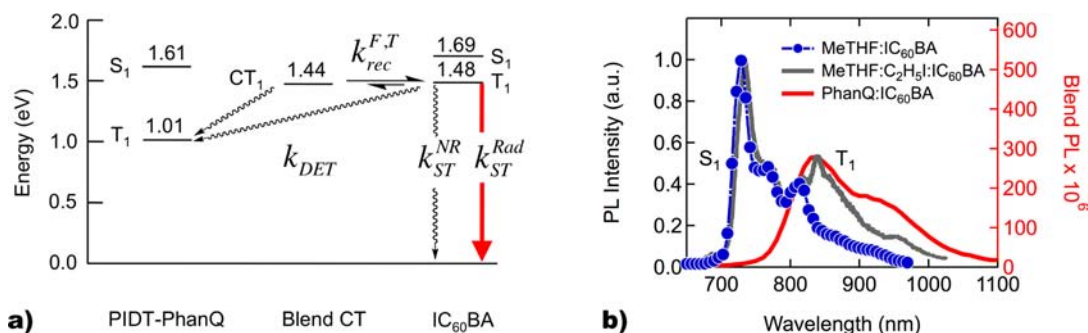 2.0
1.5
1.0
0.5
0.0
Energy (eV)
S₁ 1.61
T₁ 1.01
CT₁ 1.44
k_rec^{F,T}
1.69 S₁
1.48 T₁
k_DET
k_ST^{NR}
k_ST^{Rad}
a) PIDT-PhanQ Blend CT IC₆₀BA
PL Intensity (a.u.)
1.0
0.8
0.6
0.4
0.2
0.0
MeTHF:IC₆₀BA
MeTHF:C₂H₅I:IC₆₀BA
PhanQ:IC₆₀BA
S₁
T₁
600
500
400
300
200
100
0
Blend PL x 10⁶
700 800 900 1000 1100
b) Wavelength (nm)